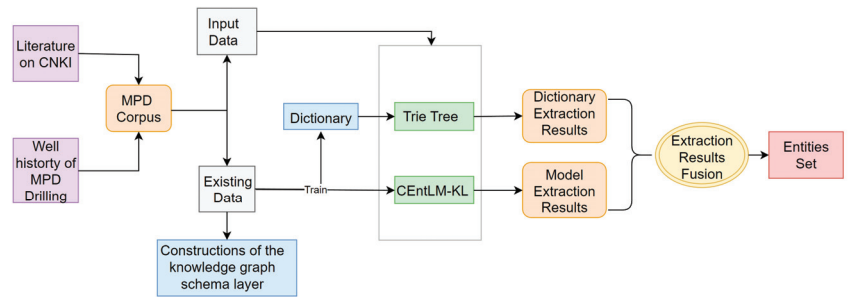 Literature
on CNKI
Well
historty of
MPD
Drilling
MPD
Corpus
Input
Data
Existing
Data
Constructions of the
knowledge graph
schema layer
Dictionary
Train
Trie Tree
CEntLM-KL
Dictionary
Extraction
Results
Model
Extraction
Results
Extraction
Results
Fusion
Entities
Set